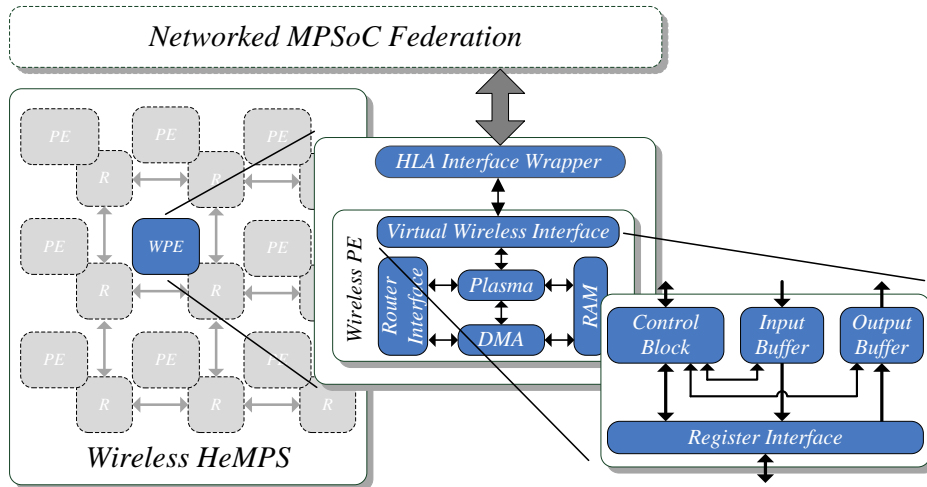 Networked MPSoC Federation
PE
PE
PE
R
R
HLA Interface Wrapper
PE
WPE
PE
R
R
PE
PE
PE
R
R
R
Wireless HeMPS
Wireless PE
Virtual Wireless Interface
Router
Interface
Plasma
DMA
RAM
Control
Block
Input
Buffer
Output
Buffer
Register Interface